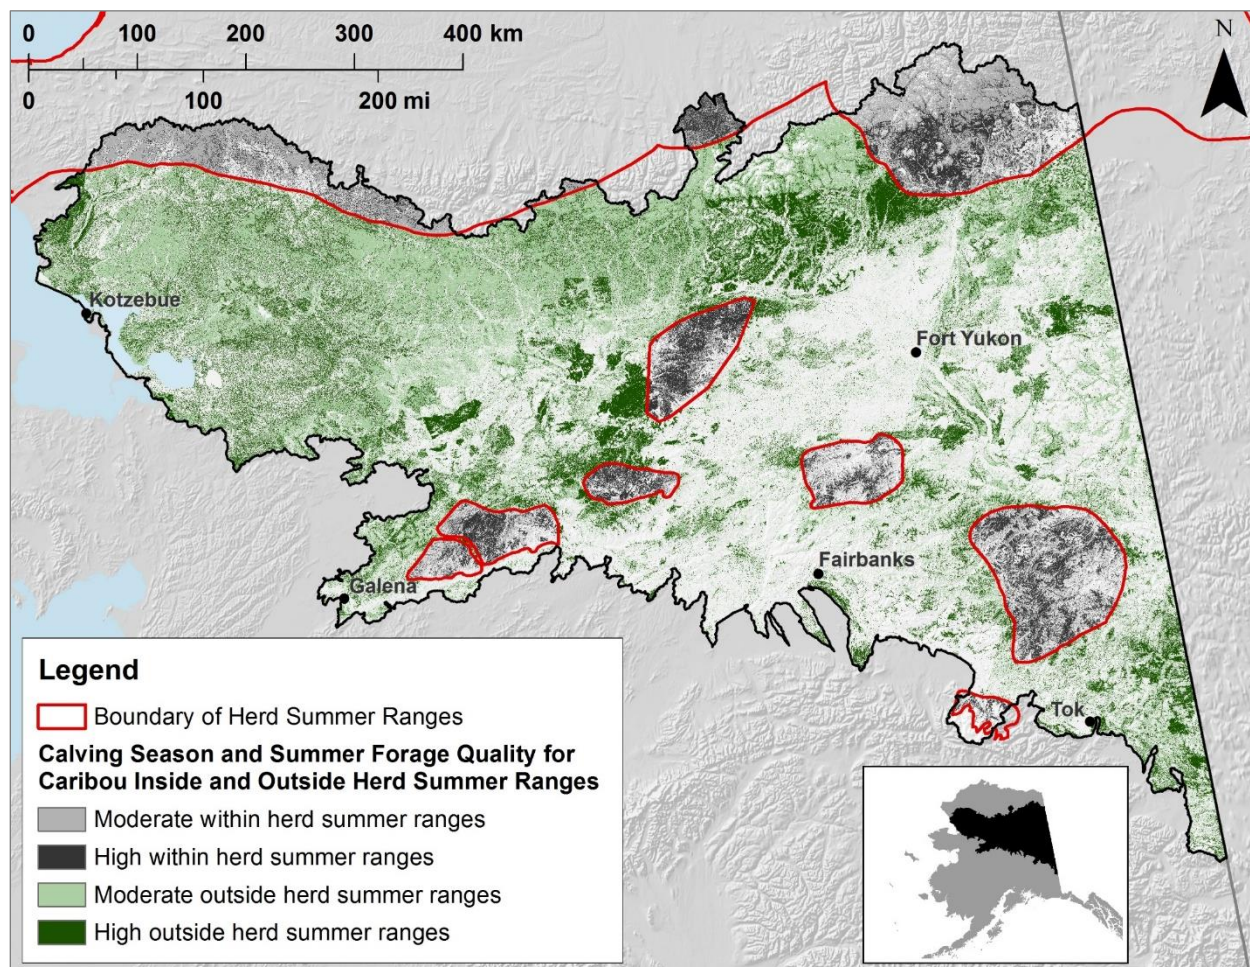 N
0 100 200 300 400 km
0 100 200 mi
Kotzebue
Fort Yukon
Fairbanks
Galena
Tok
Legend
Boundary of Herd Summer Ranges
Calving Season and Summer Forage Quality for
Caribou Inside and Outside Herd Summer Ranges
Moderate within herd summer ranges
High within herd summer ranges
Moderate outside herd summer ranges
High outside herd summer ranges